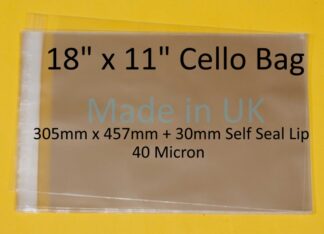 18" x 11" Cello Bag
Made in UK
305mm x 457mm + 30mm Self Seal Lip
40 Micron